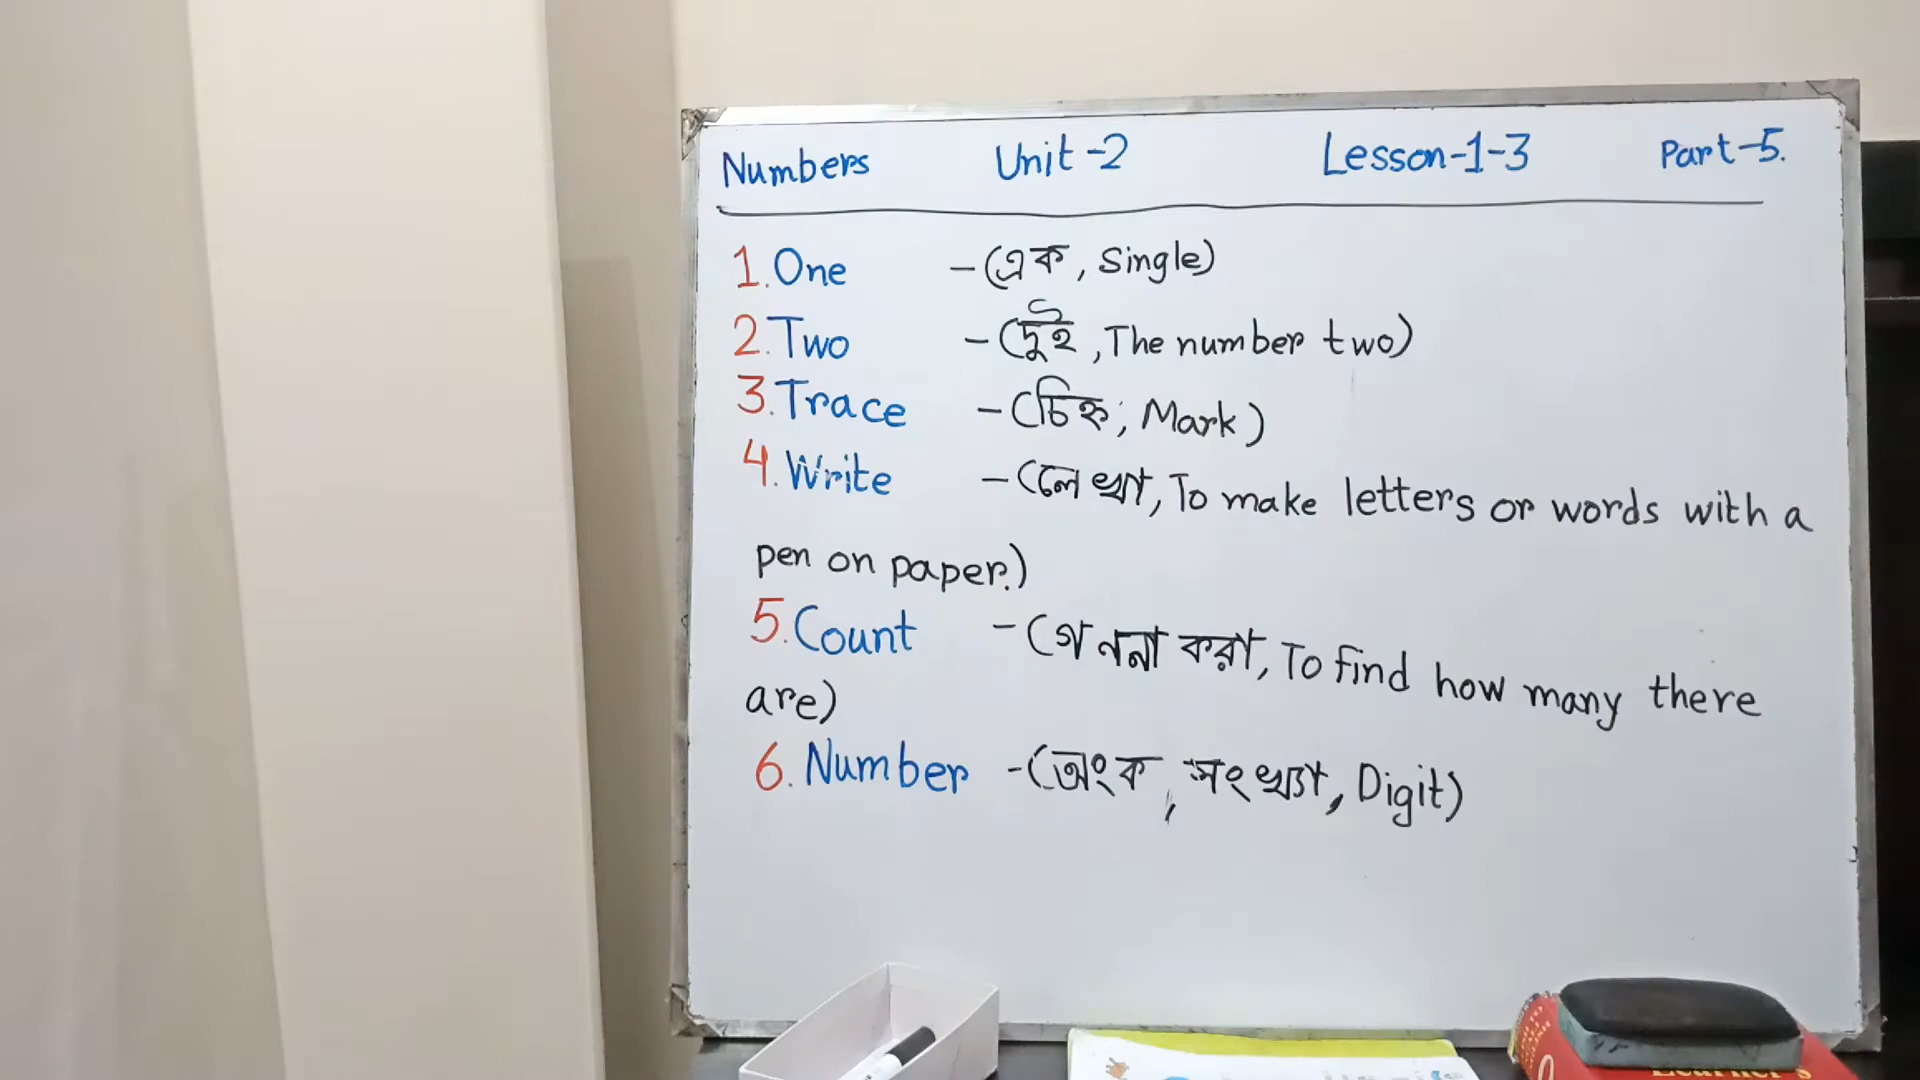 Numbers Unit-2 Lesson-1-3 Part-5.
1. One - (এক, Single)
2. Two - (দুই, The number two)
3. Trace - (চিহ্ন, Mark)
4. Write - (লেখা, To make letters or words with a
pen on paper.)
5. Count - (গননা করা, To find how many there
are)
6. Number - (অংক, সংখ্যা, Digit)
Learner's